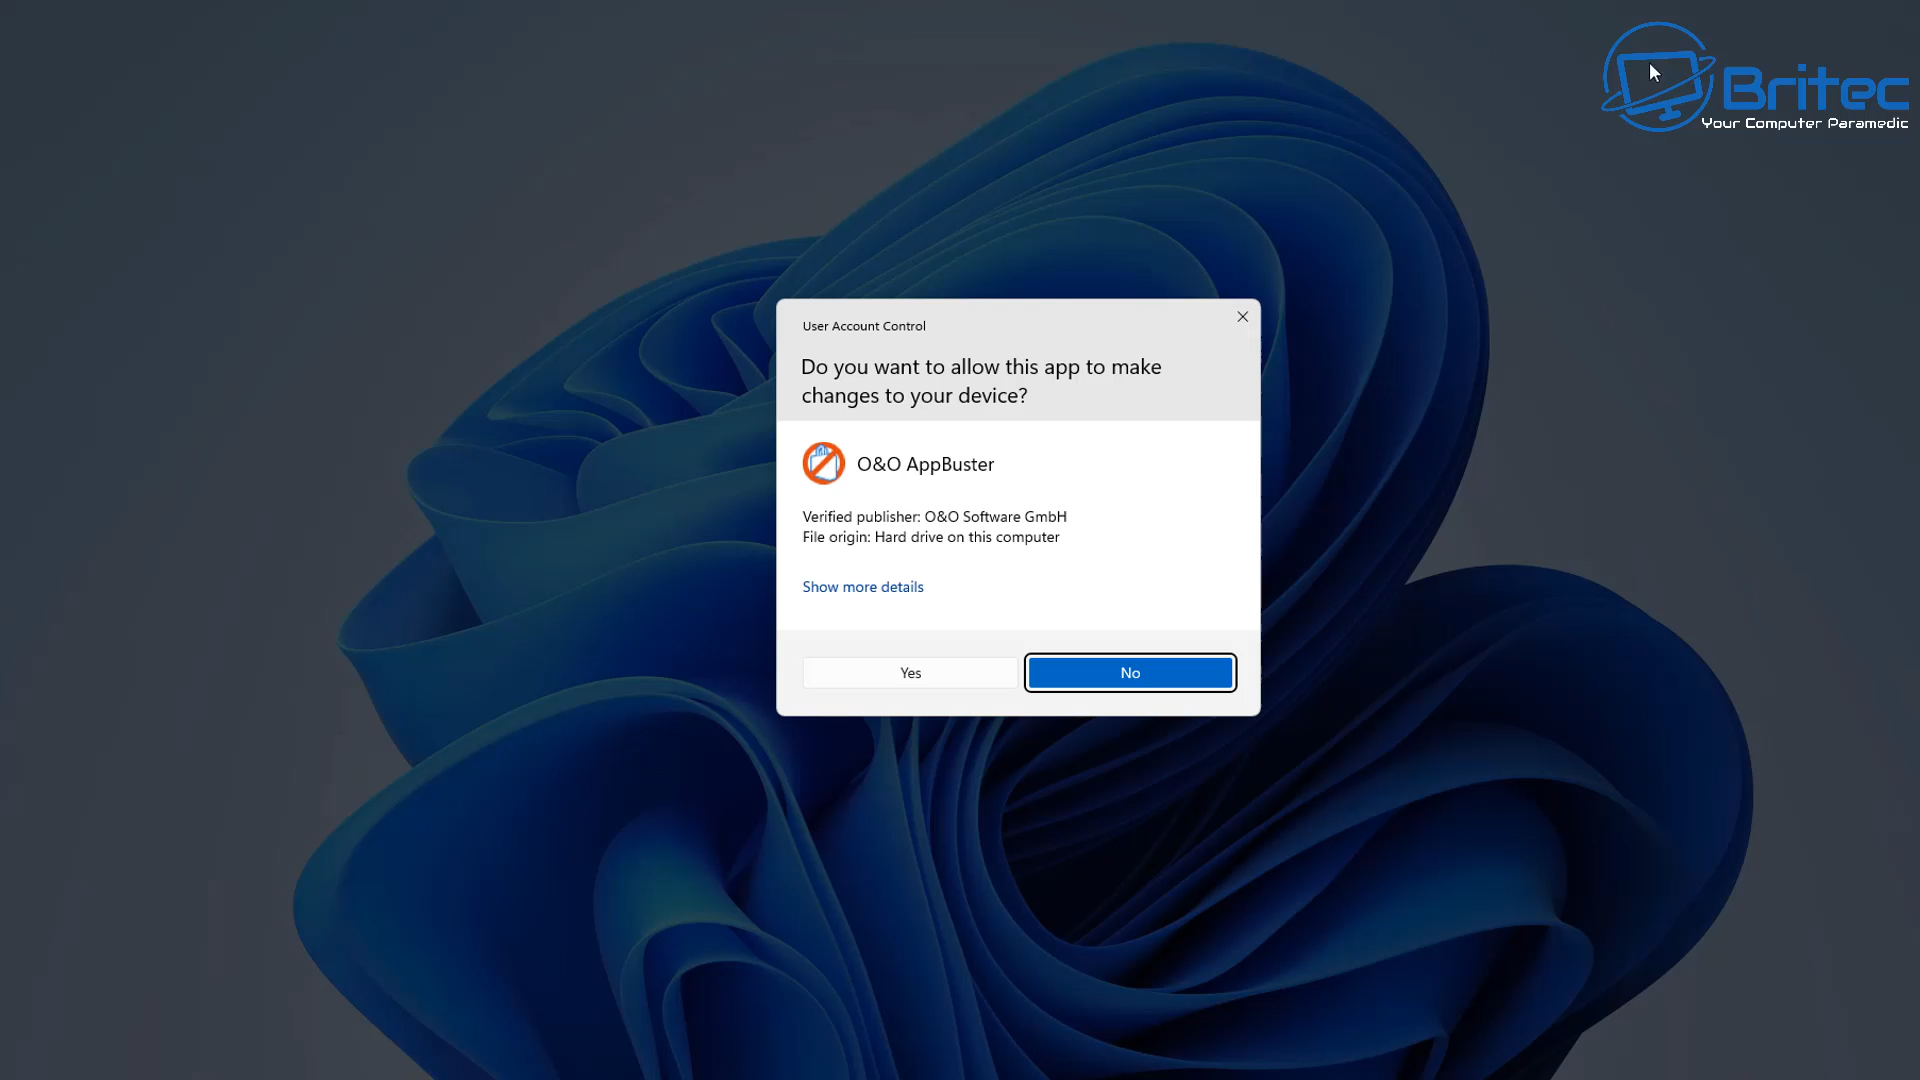 Britec
Your Computer Paramedic
User Account Control
Do you want to allow this app to make
changes to your device?
O&O AppBuster
Verified publisher: O&O Software GmbH
File origin: Hard drive on this computer
Show more details
Yes
No